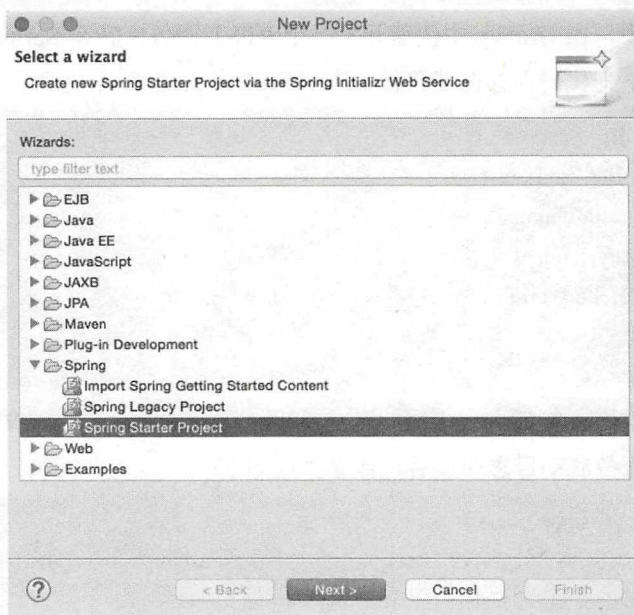 New Project
Select a wizard
Create new Spring Starter Project via the Spring Initializr Web Service
Wizards:
type filter text
EJB
Java
Java EE
JavaScript
JAXB
JPA
Maven
Plug-in Development
Spring
Import Spring Getting Started Content
Spring Legacy Project
Spring Starter Project
Web
Examples
?
< Back
Next >
Cancel
Finish